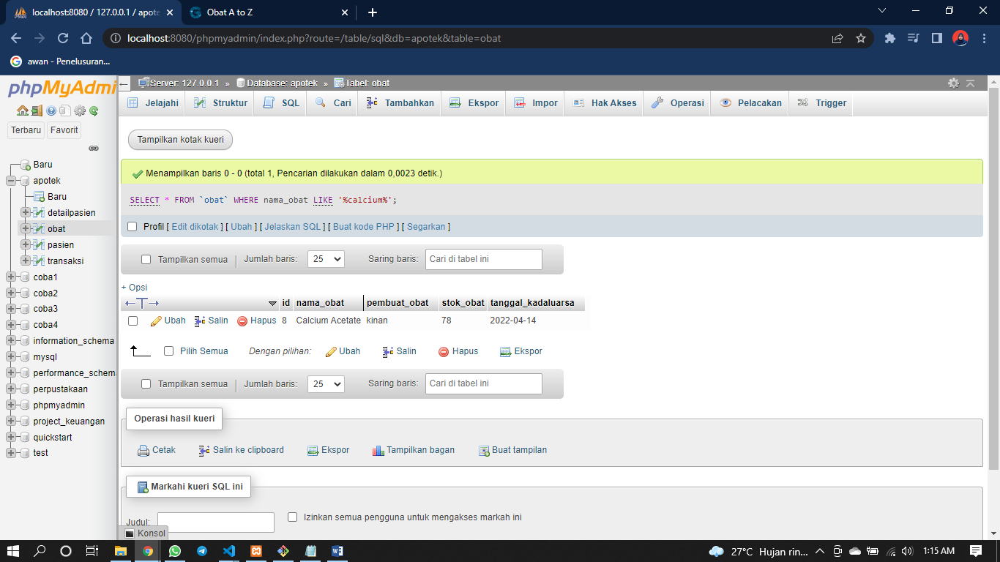 localhost:8080 / 127.0.0.1 / apote
Obat A to Z
localhost:8080/phpmyadmin/index.php?route=/table/sql&db=apotek&table=obat
awan - Penelusuran...
phpMyAdmi
Terbaru Favorit
Baru
apotek
Baru
detailpasien
obat
pasien
transaksi
coba1
coba2
coba3
coba4
information_schema
mysql
performance_schema
perpustakaan
phpmyadmin
project_keuangan
quickstart
test
Server: 127.0.0.1 » Database: apotek » Tabel: obat
Jelajahi Struktur SQL Cari Tambahkan Ekspor Impor Hak Akses Operasi Pelacakan Trigger
Tampilkan kotak kueri
Menampilkan baris 0 - 0 (total 1, Pencarian dilakukan dalam 0,0023 detik.)
SELECT * FROM `obat` WHERE nama_obat LIKE '%calcium%';
Profil [ Edit dikotak ] [ Ubah ] [ Jelaskan SQL ] [ Buat kode PHP ] [ Segarkan ]
Tampilkan semua | Jumlah baris: 25 Saring baris: Cari di tabel ini
+ Opsi
←T→ id nama_obat pembuat_obat stok_obat tanggal_kadaluarsa
Ubah Salin Hapus 8 Calcium Acetate kinan 78 2022-04-14
Pilih Semua Dengan pilihan: Ubah Salin Hapus Ekspor
Tampilkan semua | Jumlah baris: 25 Saring baris: Cari di tabel ini
Operasi hasil kueri
Cetak Salin ke clipboard Ekspor Tampilkan bagan Buat tampilan
Markahi kueri SQL ini
Judul: Izinkan semua pengguna untuk mengakses markah ini
Konsol
27°C Hujan rin... 1:15 AM